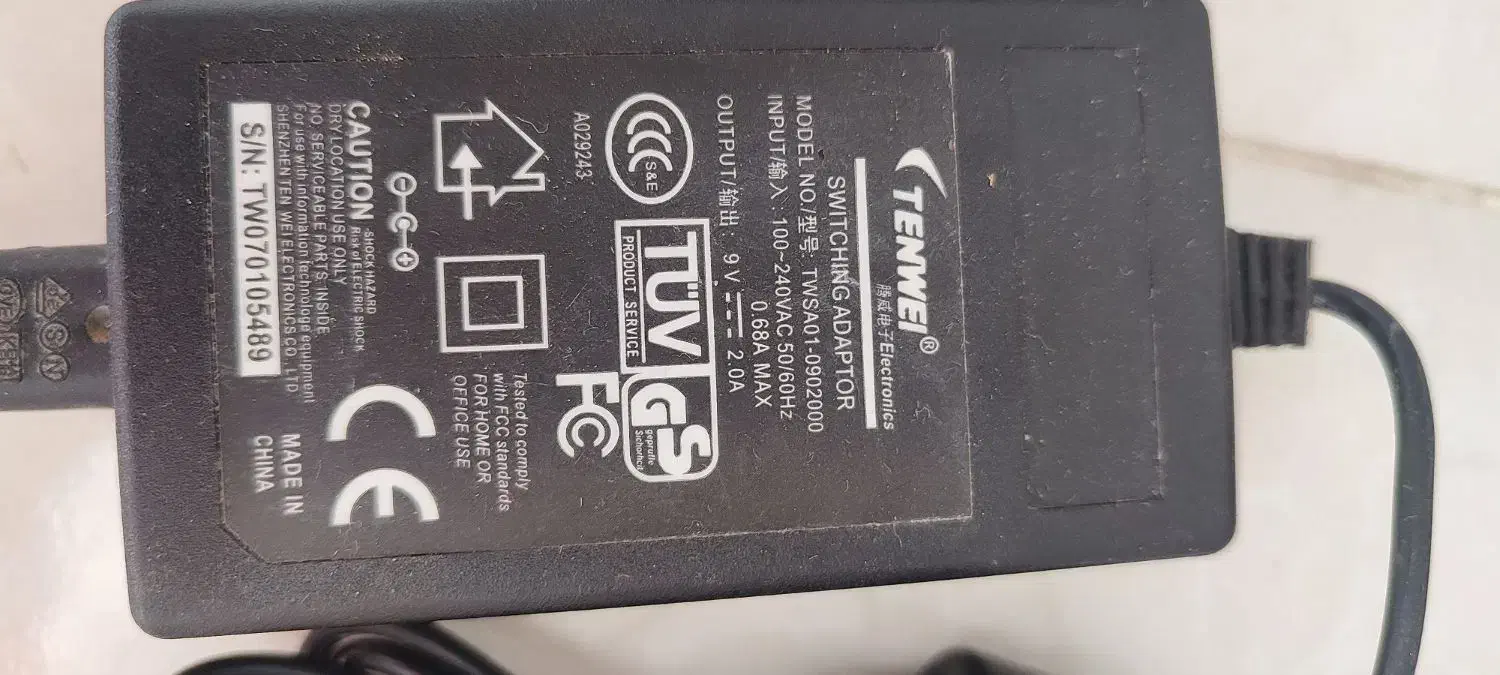 TENWEI®
腾威电子Electronics
SWITCHING ADAPTOR
MODEL NO./型号: TWSA01-0902000
INPUT/输入 : 100~240VAC 50/60Hz
0.68A MAX
OUTPUT/输出 : 9V 2.0A
CCC S&E
A029243
TÜV
PRODUCT SERVICE
GS
geprüfte
Sicherheit
FC
Tested to comply
with FCC standards
FOR HOME OR
OFFICE USE
CE
CAUTION
-SHOCK HAZARD
Risk of ELECTRIC SHOCK
DRY LOCATION USE ONLY
NO SERVICEABLE PARTS INSIDE
For use with information technologe equipment
SHENZHEN TEN WEI ELECTRONICS CO., LTD
S/N: TW070105489
MADE IN
CHINA